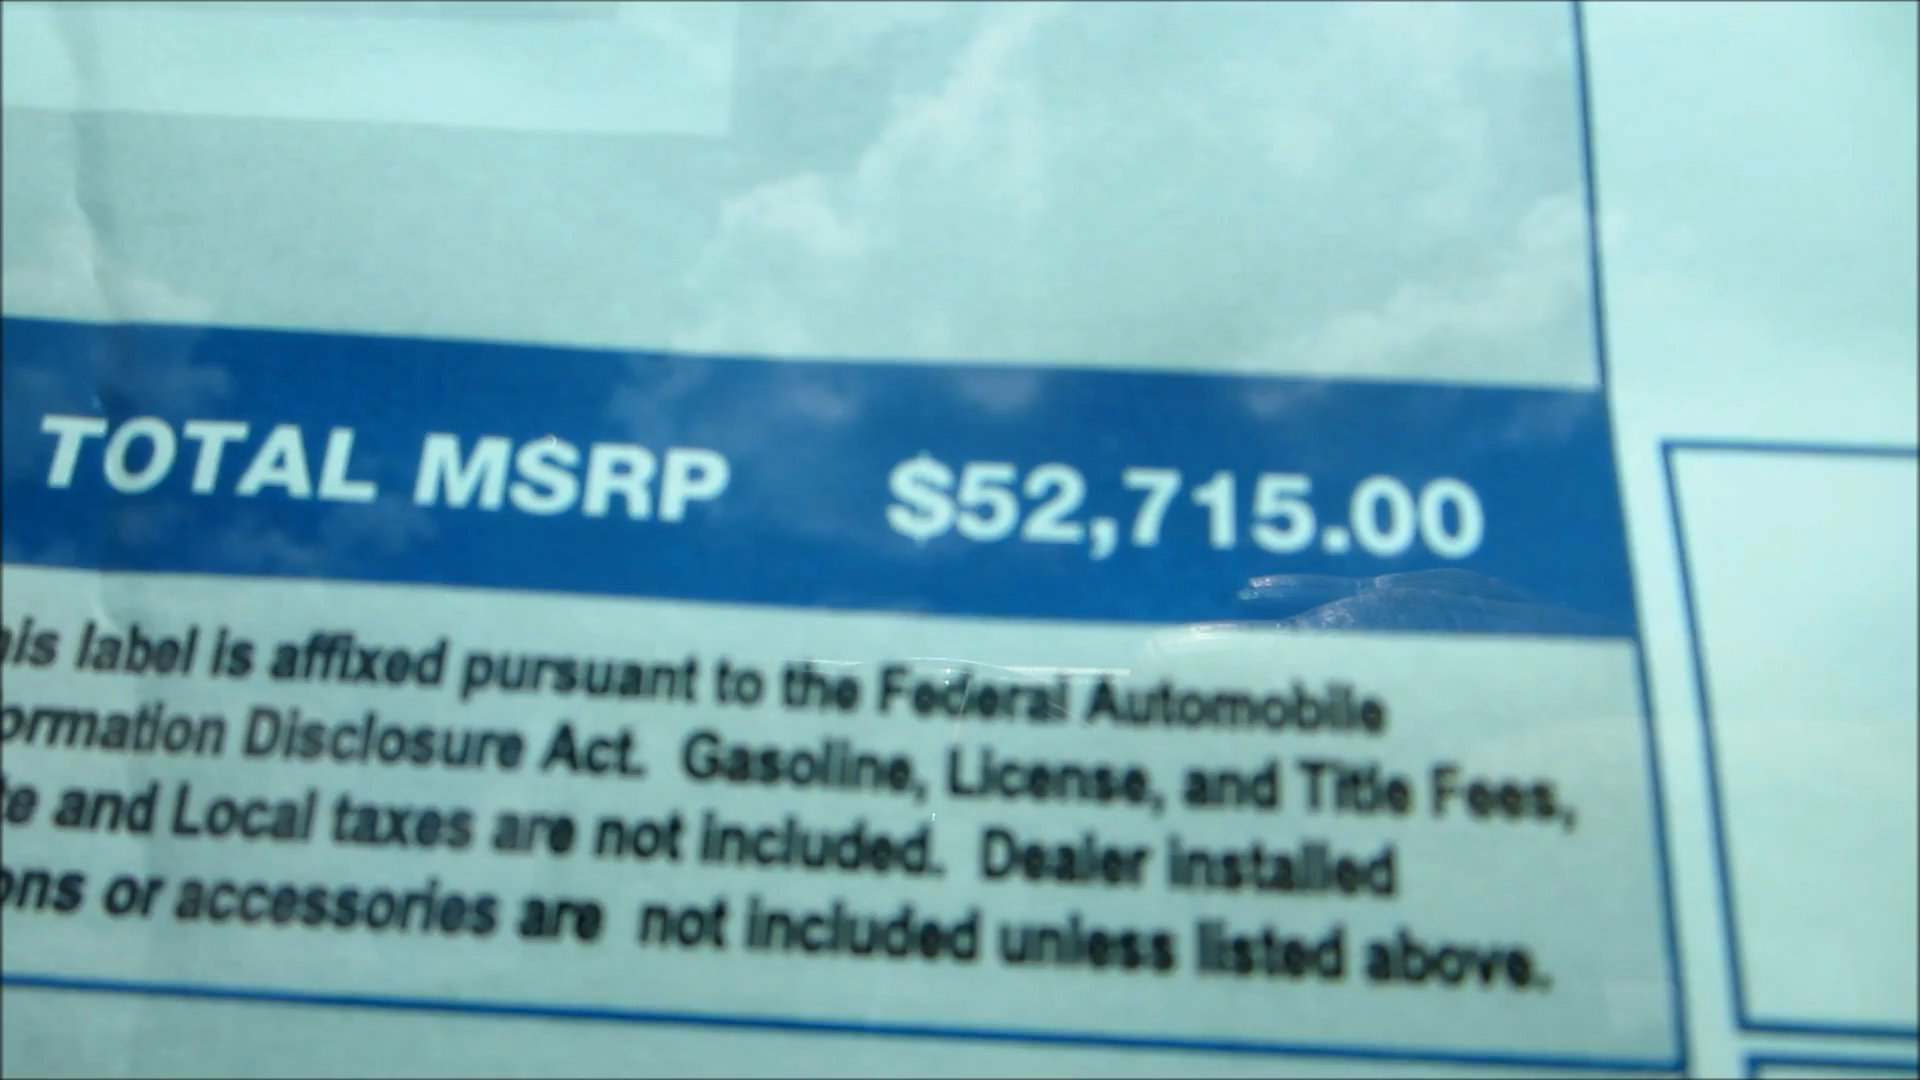 TOTAL MSRP $52,715.00
his label is affixed pursuant to the Federal Automobile
ormation Disclosure Act. Gasoline, License, and Title Fees,
te and Local taxes are not included. Dealer installed
ons or accessories are not included unless listed above.